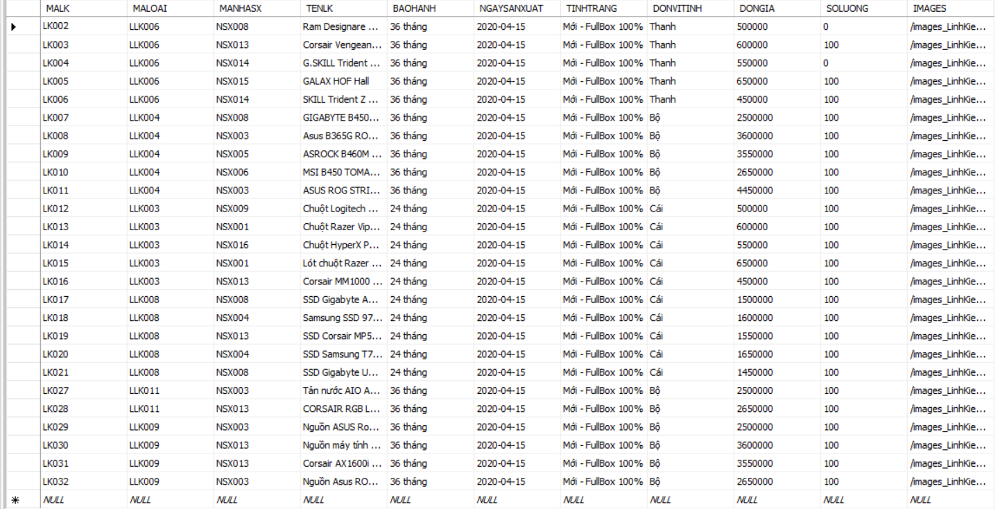 MALK MALOAI MANHASX TENLK BAOHANH NGAYSANXUAT TINHTRANG DONVITINH DONGIA SOLUONG IMAGES
LK002 LLK006 NSX008 Ram Designare ... 36 tháng 2020-04-15 Mới - FullBox 100% Thanh 500000 0 /images_LinhKie...
LK003 LLK006 NSX013 Corsair Vengean... 36 tháng 2020-04-15 Mới - FullBox 100% Thanh 600000 100 /images_LinhKie...
LK004 LLK006 NSX014 G.SKILL Trident ... 36 tháng 2020-04-15 Mới - FullBox 100% Thanh 550000 0 /images_LinhKie...
LK005 LLK006 NSX015 GALAX HOF Hall 36 tháng 2020-04-15 Mới - FullBox 100% Thanh 650000 100 /images_LinhKie...
LK006 LLK006 NSX014 SKILL Trident Z ... 36 tháng 2020-04-15 Mới - FullBox 100% Thanh 450000 100 /images_LinhKie...
LK007 LLK004 NSX008 GIGABYTE B450... 36 tháng 2020-04-15 Mới - FullBox 100% Bộ 2500000 100 /images_LinhKie...
LK008 LLK004 NSX003 Asus B365G RO... 36 tháng 2020-04-15 Mới - FullBox 100% Bộ 3600000 100 /images_LinhKie...
LK009 LLK004 NSX005 ASROCK B460M ... 36 tháng 2020-04-15 Mới - FullBox 100% Bộ 3550000 100 /images_LinhKie...
LK010 LLK004 NSX006 MSI B450 TOMA... 36 tháng 2020-04-15 Mới - FullBox 100% Bộ 2650000 100 /images_LinhKie...
LK011 LLK004 NSX003 ASUS ROG STRI... 36 tháng 2020-04-15 Mới - FullBox 100% Bộ 4450000 100 /images_LinhKie...
LK012 LLK003 NSX009 Chuột Logitech ... 24 tháng 2020-04-15 Mới - FullBox 100% Cái 500000 100 /images_LinhKie...
LK013 LLK003 NSX001 Chuột Razer Vip... 24 tháng 2020-04-15 Mới - FullBox 100% Cái 600000 100 /images_LinhKie...
LK014 LLK003 NSX016 Chuột HyperX P... 24 tháng 2020-04-15 Mới - FullBox 100% Cái 550000 100 /images_LinhKie...
LK015 LLK003 NSX001 Lót chuột Razer ... 24 tháng 2020-04-15 Mới - FullBox 100% Cái 650000 100 /images_LinhKie...
LK016 LLK003 NSX013 Corsair MM1000 ... 24 tháng 2020-04-15 Mới - FullBox 100% Cái 450000 100 /images_LinhKie...
LK017 LLK008 NSX008 SSD Gigabyte A... 24 tháng 2020-04-15 Mới - FullBox 100% Cái 1500000 100 /images_LinhKie...
LK018 LLK008 NSX004 Samsung SSD 97... 24 tháng 2020-04-15 Mới - FullBox 100% Cái 1600000 100 /images_LinhKie...
LK019 LLK008 NSX013 SSD Corsair MP5... 24 tháng 2020-04-15 Mới - FullBox 100% Cái 1550000 100 /images_LinhKie...
LK020 LLK008 NSX004 SSD Samsung T7... 24 tháng 2020-04-15 Mới - FullBox 100% Cái 1650000 100 /images_LinhKie...
LK021 LLK008 NSX008 SSD Gigabyte U... 24 tháng 2020-04-15 Mới - FullBox 100% Cái 1450000 100 /images_LinhKie...
LK027 LLK011 NSX003 Tản nước AIO A... 36 tháng 2020-04-15 Mới - FullBox 100% Bộ 2500000 100 /images_LinhKie...
LK028 LLK011 NSX013 CORSAIR RGB L... 36 tháng 2020-04-15 Mới - FullBox 100% Bộ 2650000 100 /images_LinhKie...
LK029 LLK009 NSX003 Nguồn ASUS Ro... 36 tháng 2020-04-15 Mới - FullBox 100% Bộ 2500000 100 /images_LinhKie...
LK030 LLK009 NSX013 Nguồn máy tính ... 36 tháng 2020-04-15 Mới - FullBox 100% Bộ 3600000 100 /images_LinhKie...
LK031 LLK009 NSX013 Corsair AX1600i ... 36 tháng 2020-04-15 Mới - FullBox 100% Bộ 3550000 100 /images_LinhKie...
LK032 LLK009 NSX003 Nguồn Asus RO... 36 tháng 2020-04-15 Mới - FullBox 100% Bộ 2650000 100 /images_LinhKie...
NULL NULL NULL NULL NULL NULL NULL NULL NULL NULL NULL